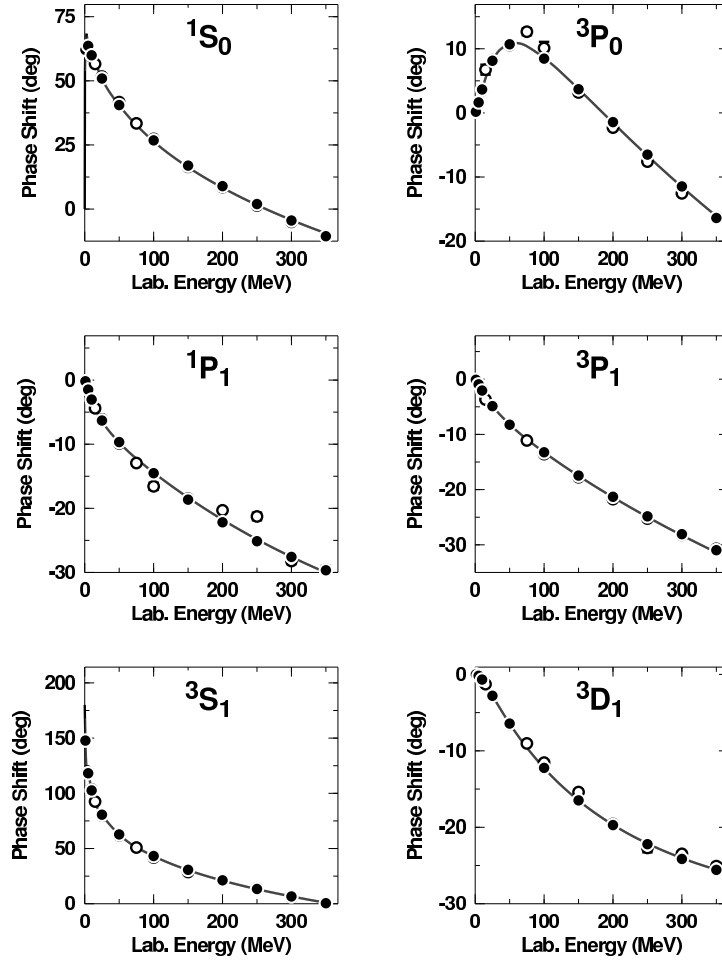 ¹S₀
Phase Shift (deg)
75
50
25
0
0 100 200 300
Lab. Energy (MeV)
³P₀
Phase Shift (deg)
10
0
-10
-20
0 100 200 300
Lab. Energy (MeV)
¹P₁
Phase Shift (deg)
0
-10
-20
-30
0 100 200 300
Lab. Energy (MeV)
³P₁
Phase Shift (deg)
0
-10
-20
-30
0 100 200 300
Lab. Energy (MeV)
³S₁
Phase Shift (deg)
200
150
100
50
0
0 100 200 300
Lab. Energy (MeV)
³D₁
Phase Shift (deg)
0
-10
-20
-30
0 100 200 300
Lab. Energy (MeV)